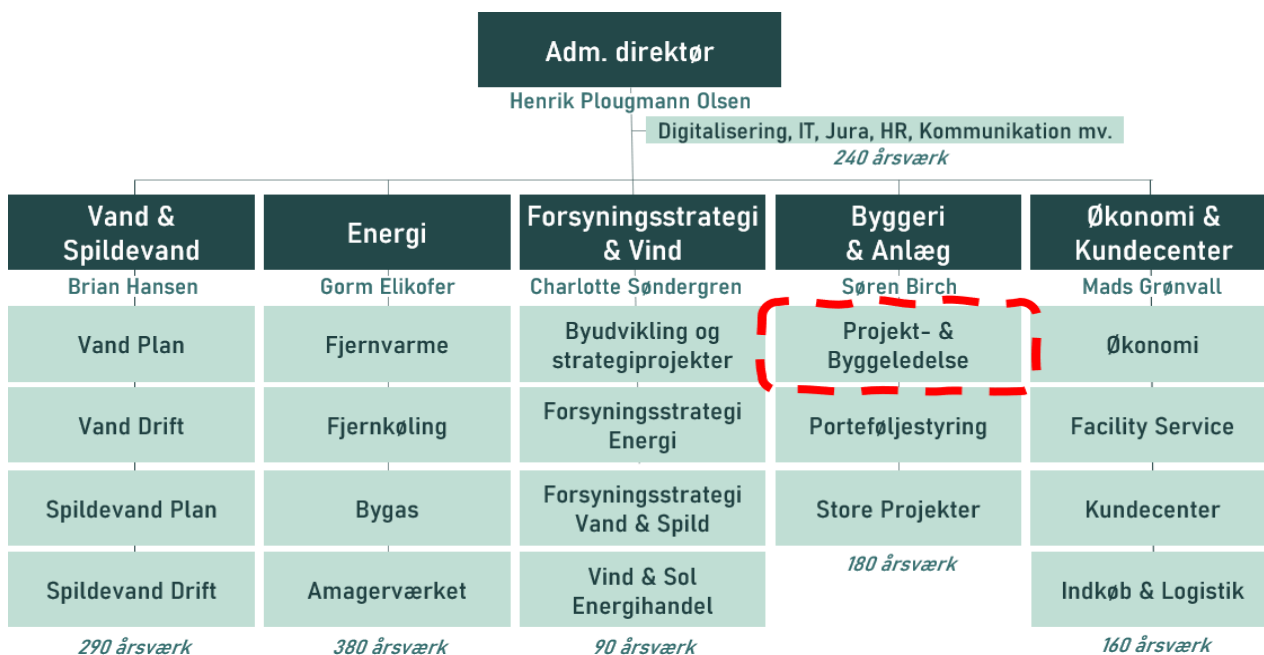 Adm. direktør
Henrik Plougmann Olsen
Digitalisering, IT, Jura, HR, Kommunikation mv.
240 årsværk
Vand &
Spildevand
Brian Hansen
Vand Plan
Vand Drift
Spildevand Plan
Spildevand Drift
290 årsværk
Energi
Gorm Elikofer
Fjernvarme
Fjernkøling
Bygas
Amagerværket
380 årsværk
Forsyningsstrategi
& Vind
Charlotte Søndergren
Byudvikling og
strategiprojekter
Forsyningsstrategi
Energi
Forsyningsstrategi
Vand & Spild
Vind & Sol
Energihandel
90 årsværk
Byggeri
& Anlæg
Søren Birch
Projekt- &
Byggeledelse
Porteføljestyring
Store Projekter
180 årsværk
Økonomi &
Kundecenter
Mads Grønvall
Økonomi
Facility Service
Kundecenter
Indkøb & Logistik
160 årsværk